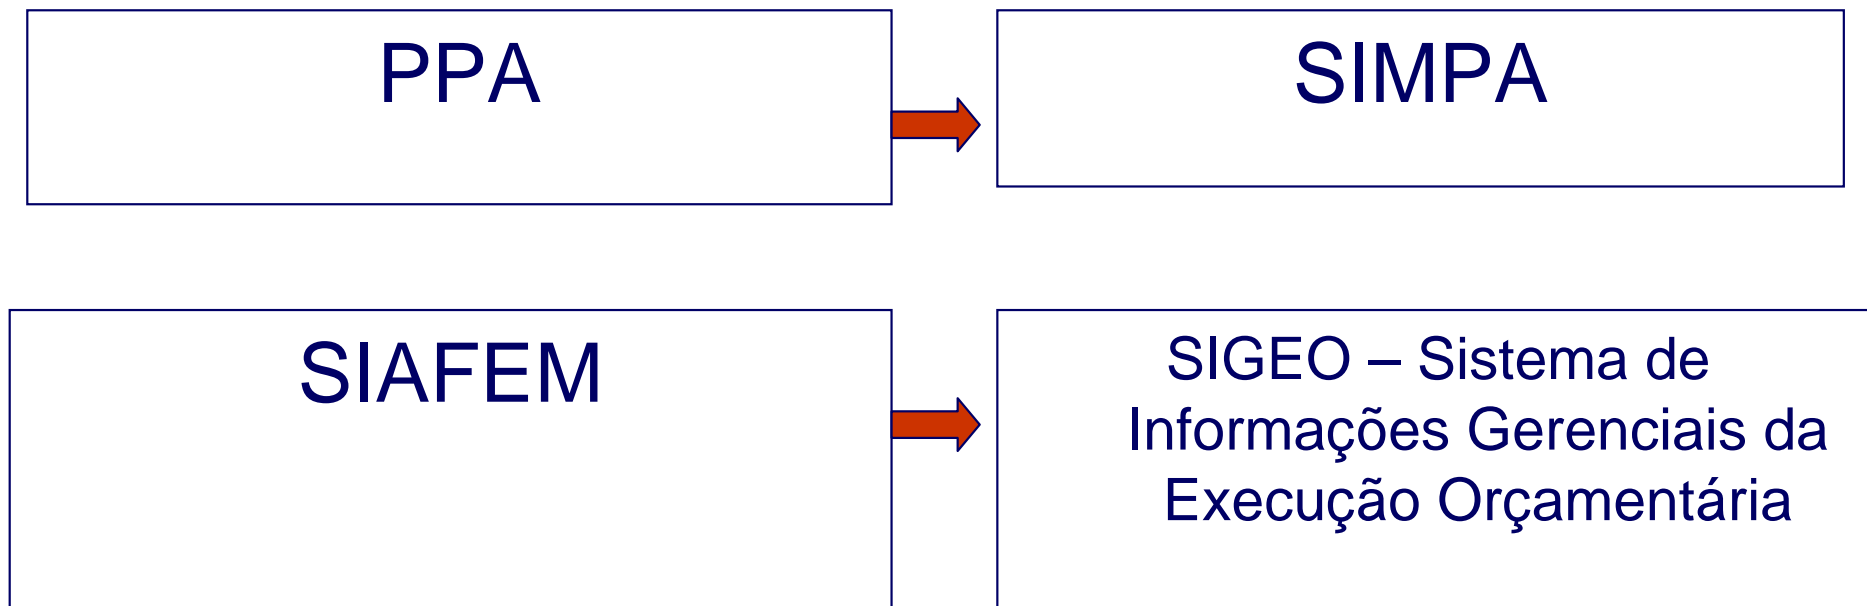 PPA
SIMPA
SIAFEM
SIGEO – Sistema de
Informações Gerenciais da
Execução Orçamentária